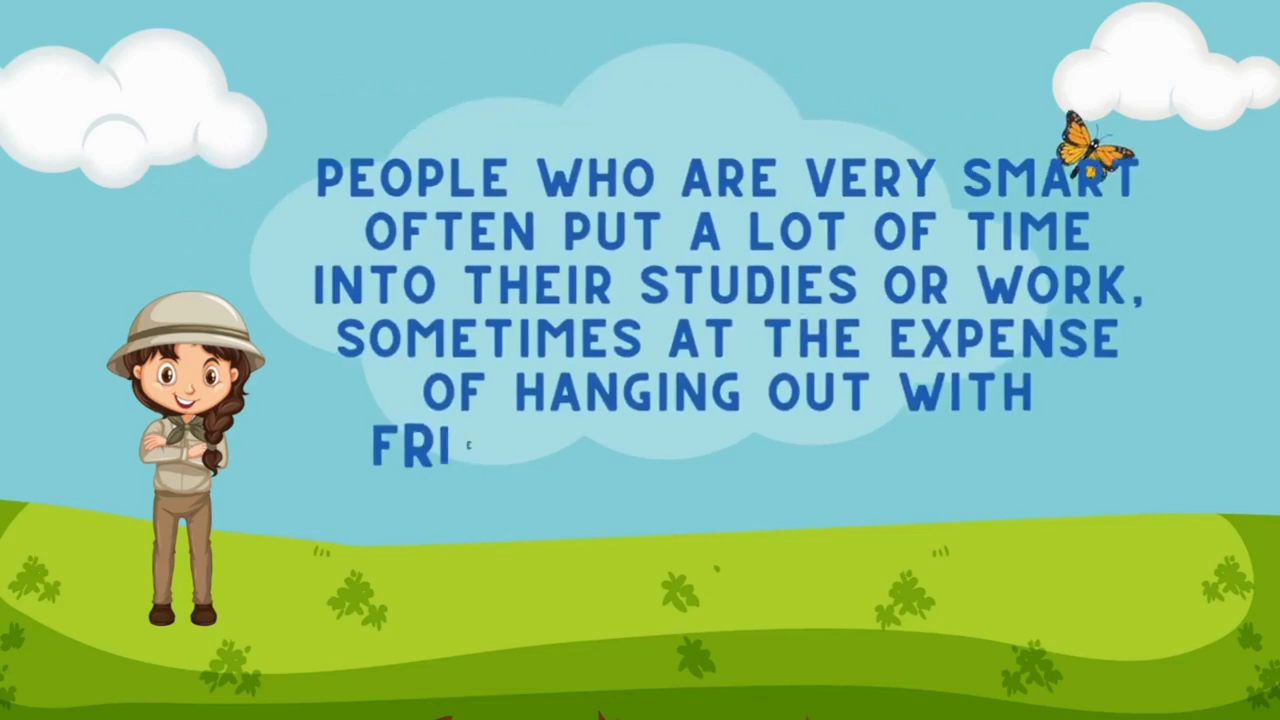 PEOPLE WHO ARE VERY SMART
OFTEN PUT A LOT OF TIME
INTO THEIR STUDIES OR WORK,
SOMETIMES AT THE EXPENSE
OF HANGING OUT WITH
FRI